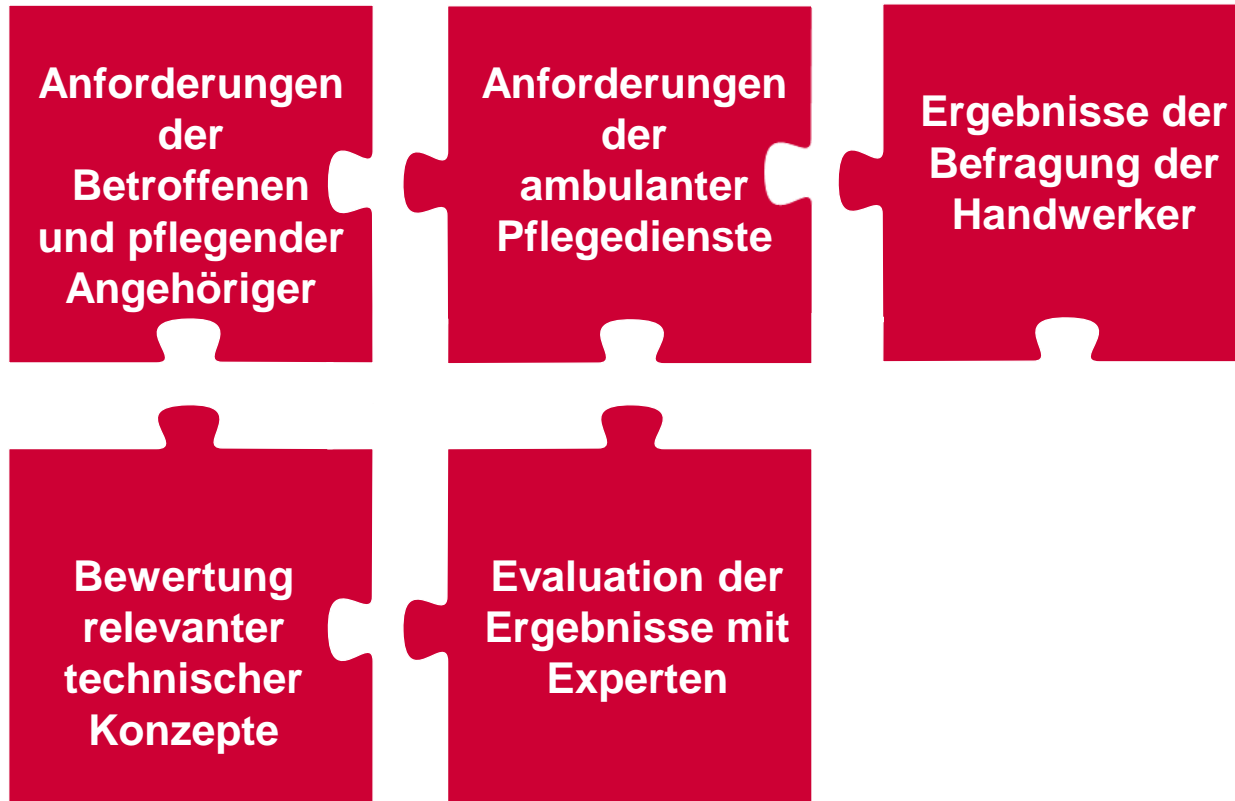 Anforderungen
der
Betroffenen
und pflegender
Angehöriger
Anforderungen
der
ambulanter
Pflegedienste
Ergebnisse der
Befragung der
Handwerker
Bewertung
relevanter
technischer
Konzepte
Evaluation der
Ergebnisse mit
Experten